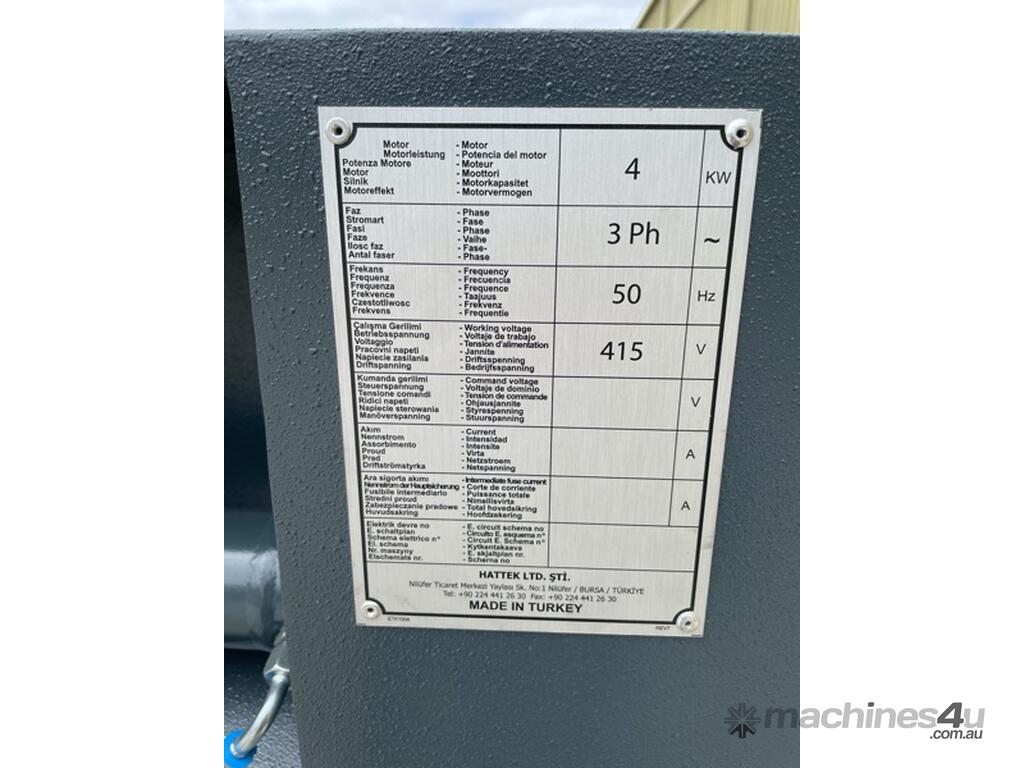 Motor - Motor
Motorleistung - Potencia del motor
Potenza Motore - Moteur
Motor - Moottori
Silnik - Motorkapasitet
Motoreffekt - Motorvermogen
4 KW
Faz - Phase
Stromart - Fase
Fasi - Phase
Faze - Vaihe
Ilosc faz - Fase-
Antal faser - Phase
3 Ph ~
Frekans - Frequency
Frequenz - Frecuencia
Frequenza - Frequence
Frekvence - Taajuus
Czestotliwosc - Frekvenz
Frekvens - Frequentie
50 Hz
Çalışma Gerilimi - Working voltage
Betriebsspannung - Voltaje de trabajo
Voltaggio - Tension d'alimentation
Pracovni napeti - Jannite
Napiecie zasilania - Driftsspenning
Driftspanning - Bedrijfsspanning
415 V
Kumanda gerilimi - Command voltage
Steuerspannung - Voltaje de dominio
Tensione comandi - Tension de commande
Ridici napeti - Ohjausjannite
Napiecie sterowania - Styrespenning
Manöverspanning - Stuurspanning
V
Akım - Current
Nennstrom - Intensidad
Assorbimento - Intensite
Proud - Virta
Prad - Netzstroem
Driftströmstyrka - Netspanning
A
Ara sigorta akımı - Intermediate fuse current
Nennstrom der Hauptsicherung - Corte de corriente
Fusibile intermediario - Puissance totale
Stredni proud - Nimellisvirta
Zabezpieczanie pradowe - Total hovedsikring
Huvudsakring - Hoofdzekering
A
Elektrik devre no - E. circuit schema no
E. schaltplan - Circuito E. esquema n°
Schema elettrico n° - Circuit E. Schema n°
El. schema - Kytkentakaava
Nr. maszyny - E. skjaltplan nr.
Elschemats nr. - Schema no
HATTEK LTD. ŞTİ.
Nilüfer Ticaret Merkezi Yaylası Sk. No:1 Nilüfer / BURSA / TÜRKİYE
Tel: +90 224 441 26 30 Fax: +90 224 441 26 30
MADE IN TURKEY
REV7
machines4u
.com.au